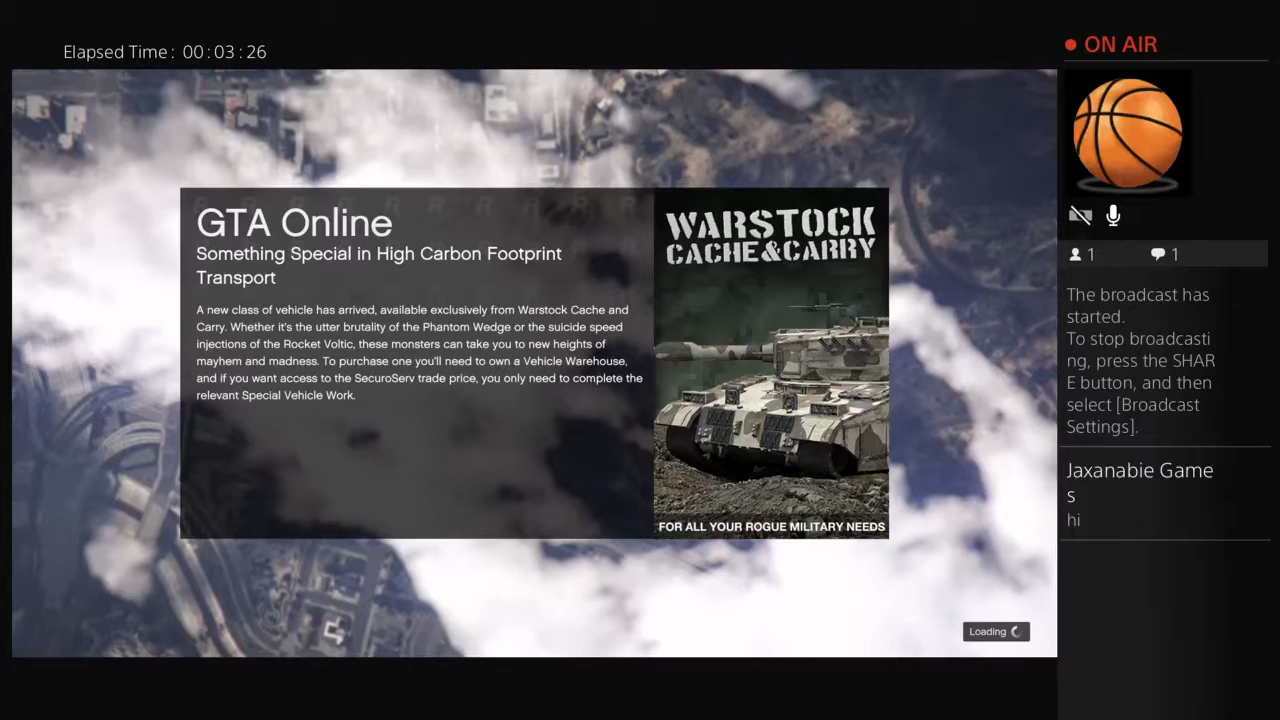 Elapsed Time: 00:03:26
ON AIR
GTA Online
Something Special in High Carbon Footprint
Transport
A new class of vehicle has arrived, available exclusively from Warstock Cache and
Carry. Whether it's the utter brutality of the Phantom Wedge or the suicide speed
injections of the Rocket Voltic, these monsters can take you to new heights of
mayhem and madness. To purchase one you'll need to own a Vehicle Warehouse,
and if you want access to the SecuroServ trade price, you only need to complete the
relevant Special Vehicle Work.
WARSTOCK
CACHE&CARRY
FOR ALL YOUR ROGUE MILITARY NEEDS
Loading
1 1
The broadcast has
started.
To stop broadcasti
ng, press the SHAR
E button, and then
select [Broadcast
Settings].
Jaxanabie Game
s
hi